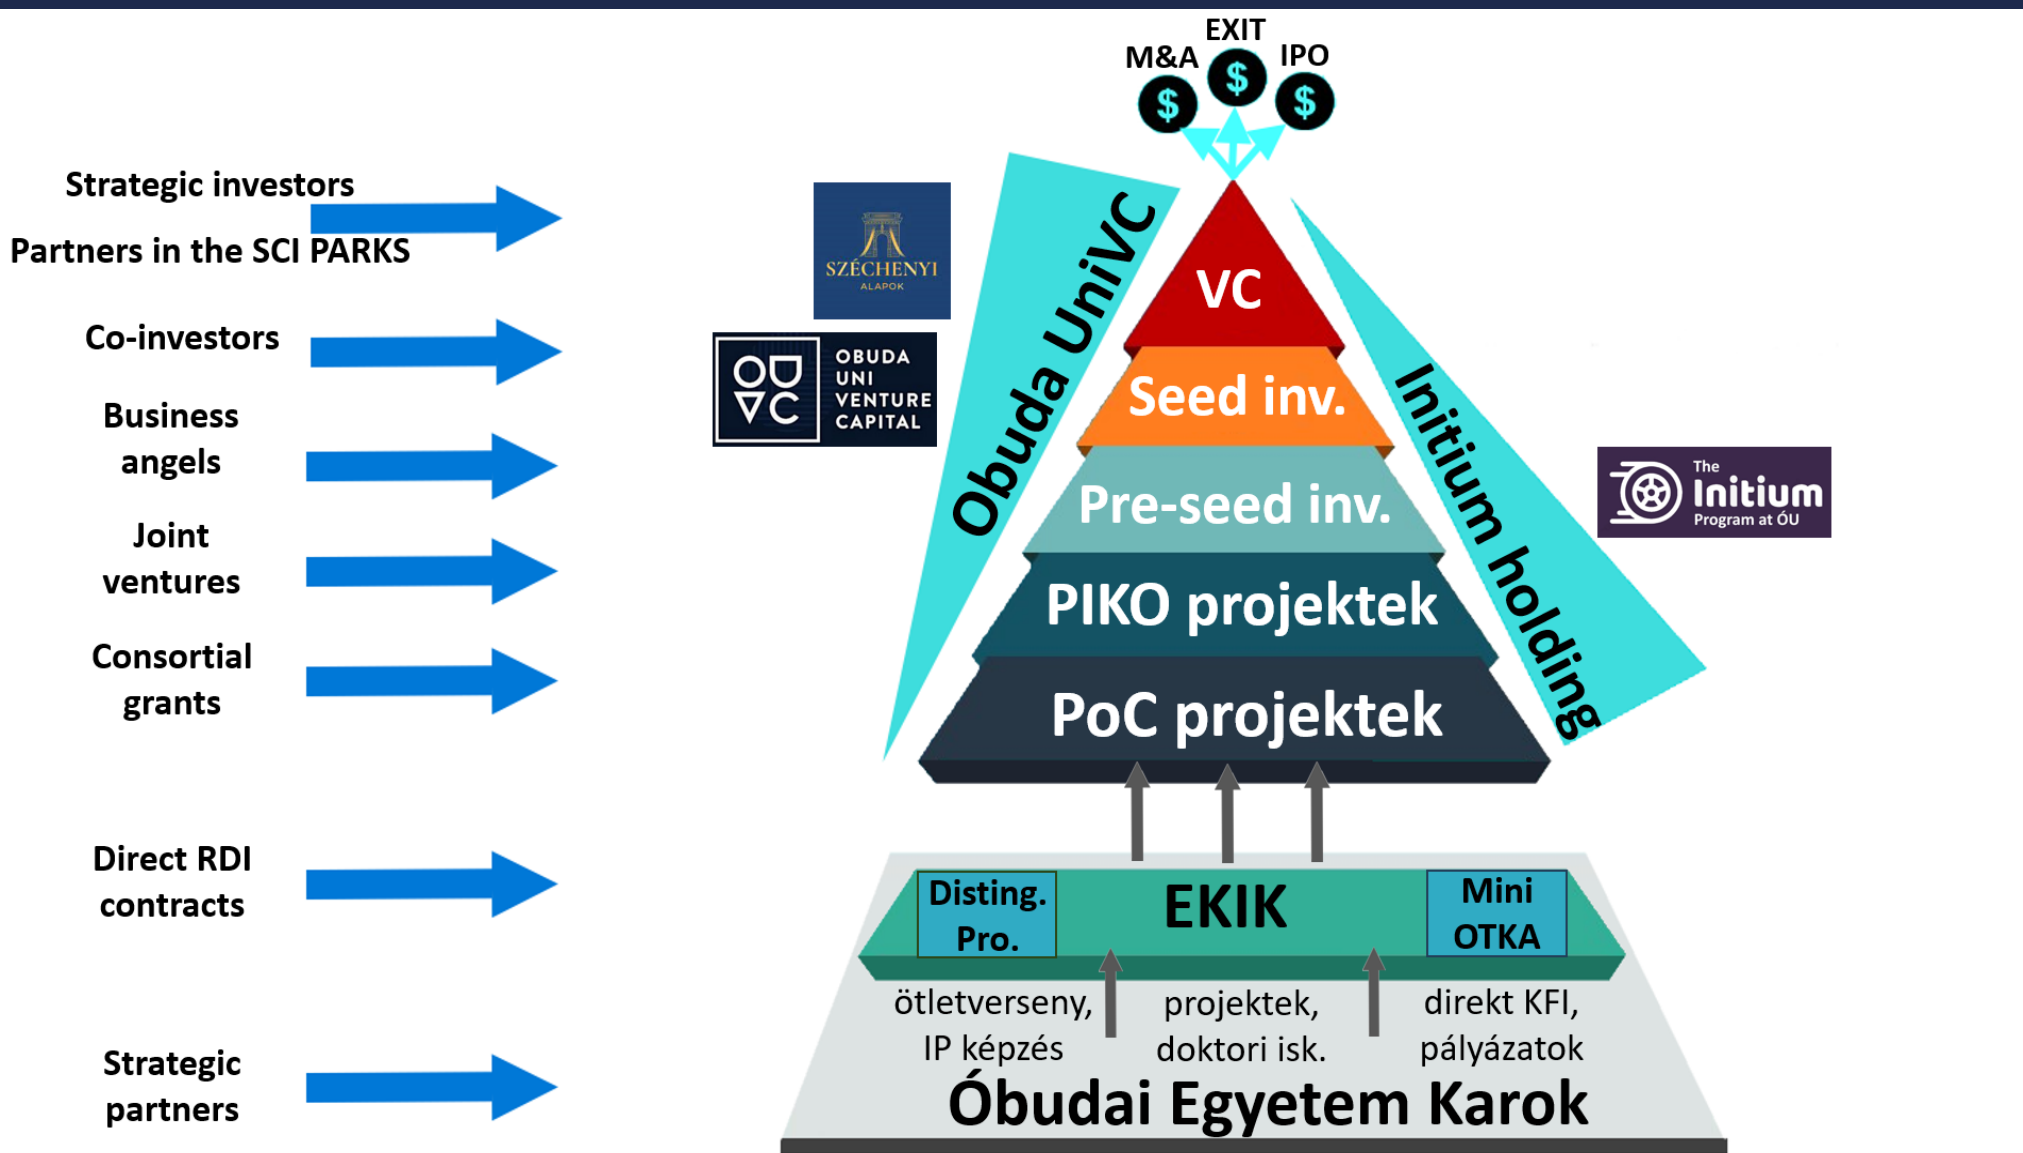 EXIT
M&A
IPO
Strategic investors
Partners in the SCI PARKS
Co-investors
Business
angels
Joint
ventures
Consortial
grants
Direct RDI
contracts
Strategic
partners
SZÉCHENYI
ALAPOK
OUVC
OBUDA
UNI
VENTURE
CAPITAL
Obuda UniVC
VC
Seed inv.
Pre-seed inv.
PIKO projektek
PoC projektek
Initium holding
The
Initium
Program at ÓU
Disting.
Pro.
EKIK
Mini
OTKA
ötletverseny,
IP képzés
projektek,
doktori isk.
direkt KFI,
pályázatok
Óbudai Egyetem Karok